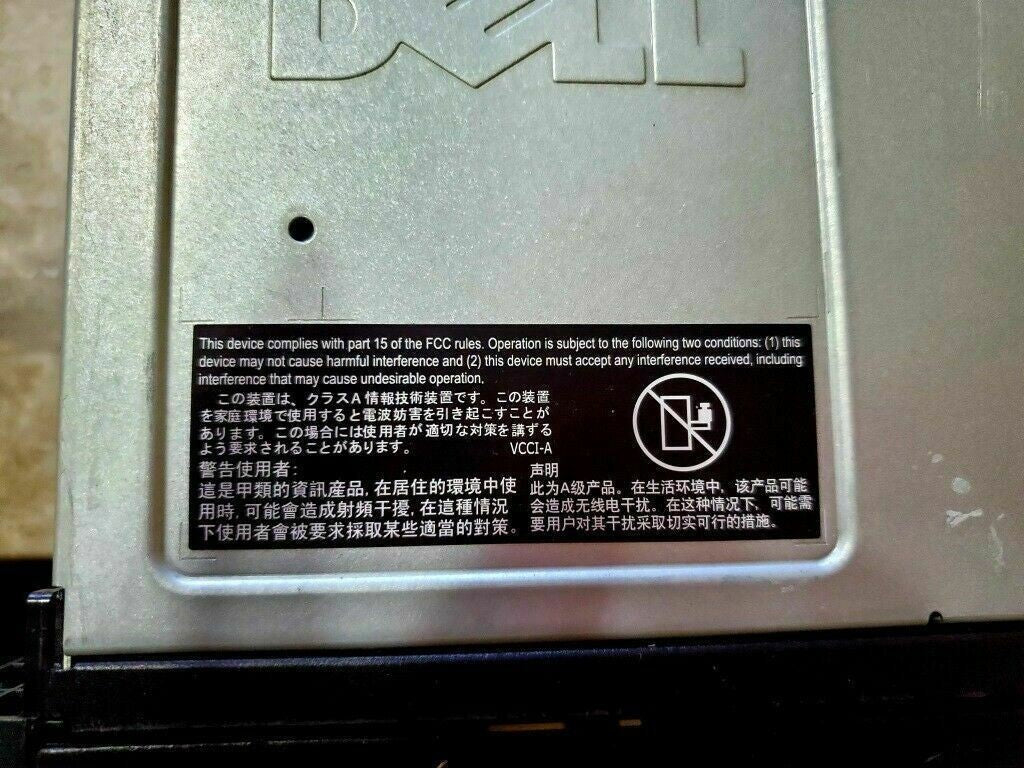 DELL
This device complies with part 15 of the FCC rules. Operation is subject to the following two conditions: (1) this
device may not cause harmful interference and (2) this device must accept any interference received, including
interference that may cause undesirable operation.
この装置は、クラスA情報技術装置です。この装置
を家庭環境で使用すると電波妨害を引き起こすことが
あります。この場合には使用者が適切な対策を講ずる
よう要求されることがあります。 VCCI-A
警告使用者:
這是甲類的資訊産品, 在居住的環境中使
用時, 可能會造成射頻干擾, 在這種情況
下使用者會被要求採取某些適當的對策。
声明
此为A级产品。在生活环境中, 该产品可能
会造成无线电干扰。在这种情况下, 可能需
要用户对其干扰采取切实可行的措施。